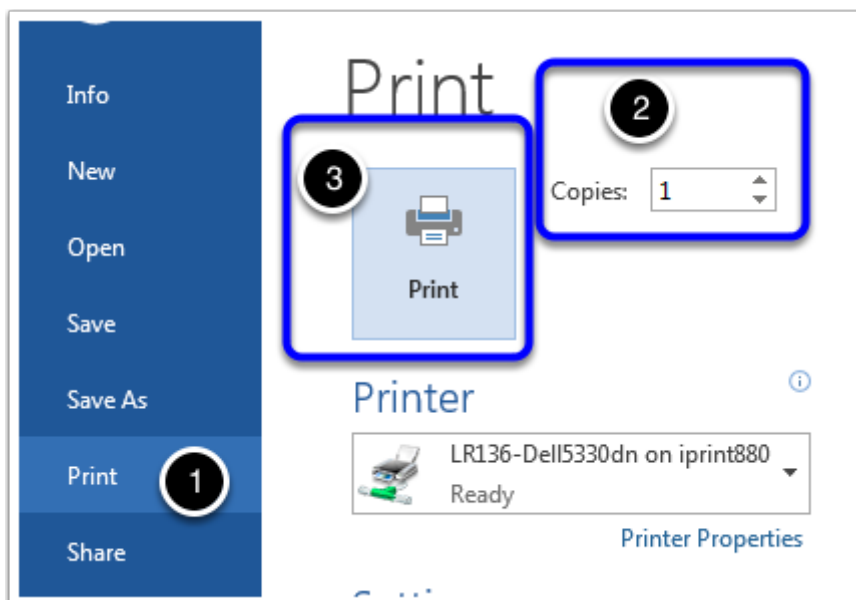 Info
New
Open
Save
Save As
Print
1
Share
Print
2
3
Copies: 1
Print
Printer
LR136-Dell5330dn on iprint880
Ready
Printer Properties